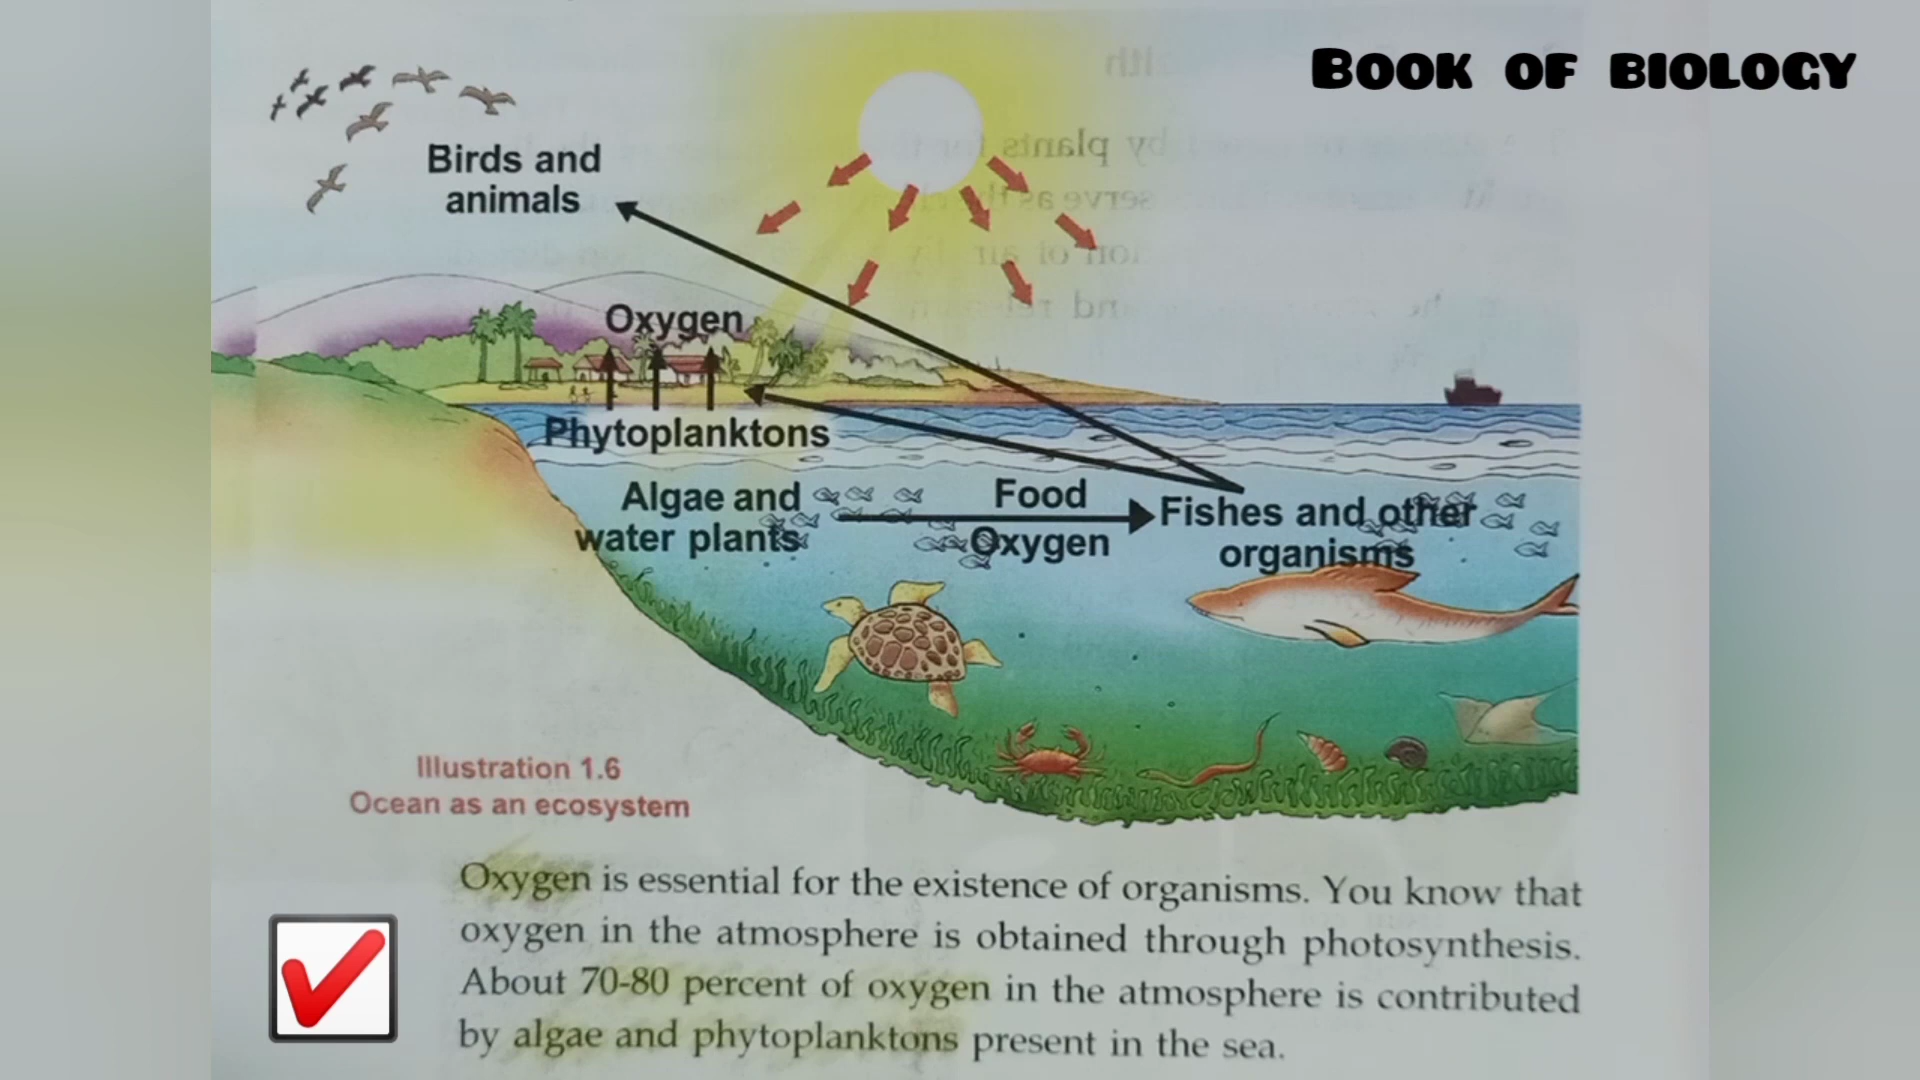 BOOK OF BIOLOGY
Birds and
animals
Oxygen
Phytoplanktons
Algae and
water plants
Food
Oxygen
Fishes and other
organisms
Illustration 1.6
Ocean as an ecosystem
Oxygen is essential for the existence of organisms. You know that
oxygen in the atmosphere is obtained through photosynthesis.
About 70-80 percent of oxygen in the atmosphere is contributed
by algae and phytoplanktons present in the sea.